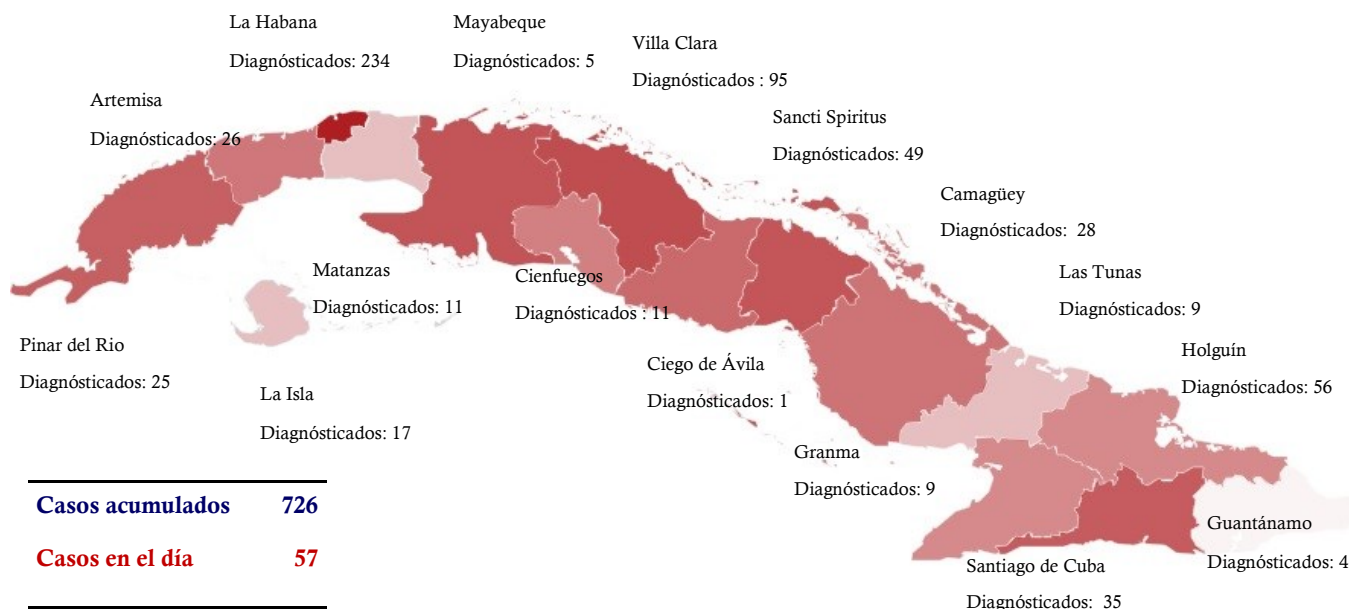 La Habana
Diagnósticados: 234
Mayabeque
Diagnósticados: 5
Villa Clara
Diagnósticados : 95
Artemisa
Diagnósticados: 26
Sancti Spiritus
Diagnósticados: 49
Camagüey
Diagnósticados: 28
Matanzas
Diagnósticados: 11
Cienfuegos
Diagnósticados : 11
Las Tunas
Diagnósticados: 9
Pinar del Rio
Diagnósticados: 25
La Isla
Diagnósticados: 17
Ciego de Ávila
Diagnósticados: 1
Holguín
Diagnósticados: 56
Granma
Diagnósticados: 9
Guantánamo
Diagnósticados: 4
Santiago de Cuba
Diagnósticados: 35
Casos acumulados 726
Casos en el día 57